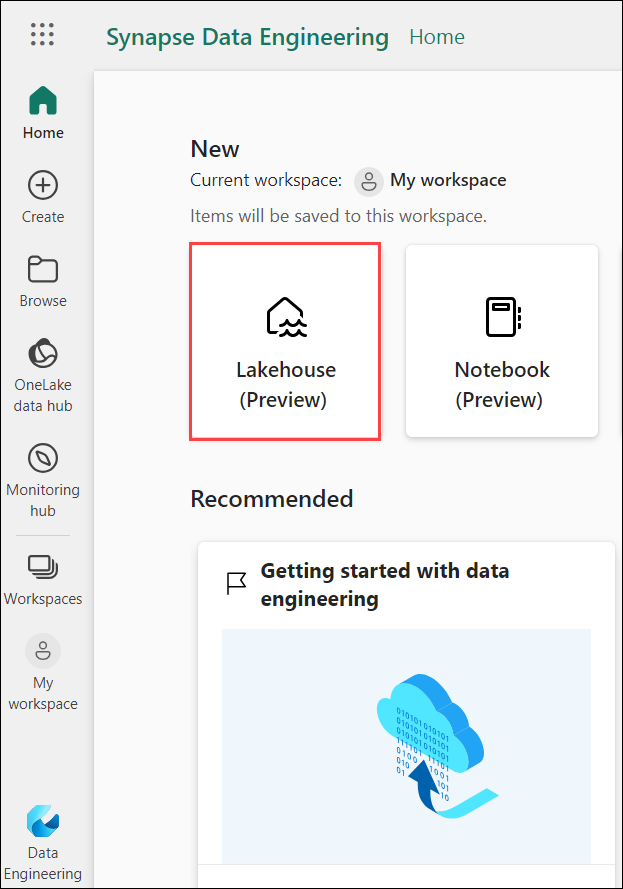 Synapse Data Engineering Home
Home
Create
Browse
OneLake
data hub
Monitoring
hub
Workspaces
My
workspace
Data
Engineering
New
Current workspace: My workspace
Items will be saved to this workspace.
Lakehouse
(Preview)
Notebook
(Preview)
Recommended
Getting started with data
engineering